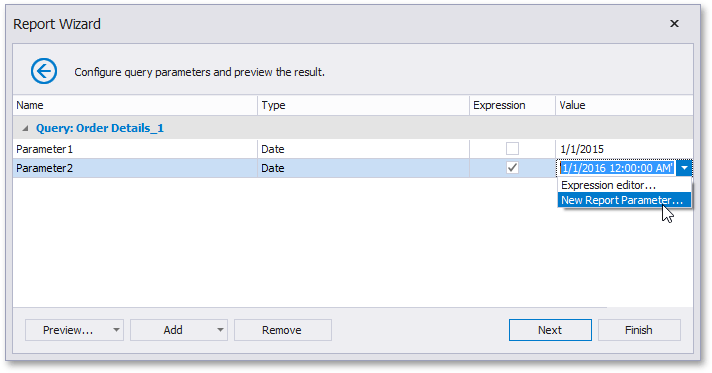 Report Wizard
Configure query parameters and preview the result.
Name Type Expression Value
Query: Order Details_1
Parameter1 Date 1/1/2015
Parameter2 Date 1/1/2016 12:00:00 AM'
Expression editor...
New Report Parameter...
Preview... Add Remove Next Finish